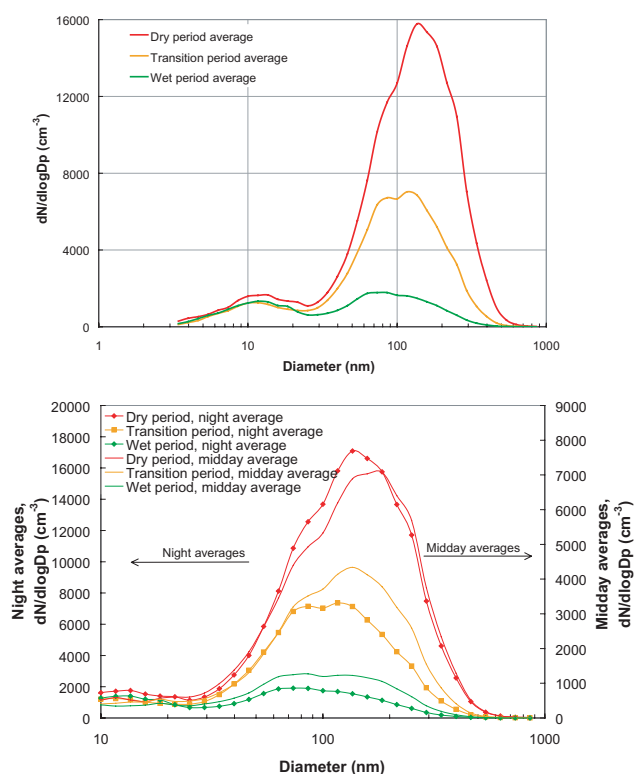 16000
12000
8000
4000
0
dN/dlogDp (cm-3)
Dry period average
Transition period average
Wet period average
1
10
100
1000
Diameter (nm)
20000
18000
16000
14000
12000
10000
8000
6000
4000
2000
0
Night averages,
dN/dlogDp (cm-3)
Dry period, night average
Transition period, night average
Wet period, night average
Dry period, midday average
Transition period, midday average
Wet period, midday average
Night averages
Midday averages
9000
8000
7000
6000
5000
4000
3000
2000
1000
0
Midday averages,
dN/dlogDp (cm-3)
10
100
1000
Diameter (nm)